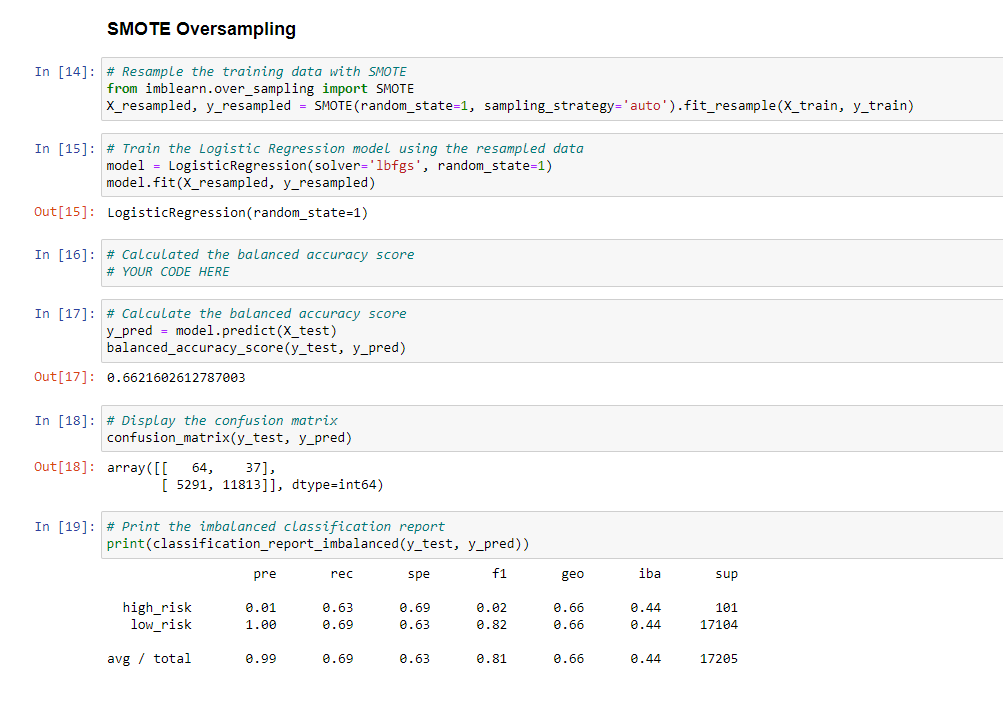 SMOTE Oversampling
In [14]: # Resample the training data with SMOTE
from imblearn.over_sampling import SMOTE
X_resampled, y_resampled = SMOTE(random_state=1, sampling_strategy='auto').fit_resample(X_train, y_train)
In [15]: # Train the Logistic Regression model using the resampled data
model = LogisticRegression(solver='lbfgs', random_state=1)
model.fit(X_resampled, y_resampled)
Out[15]: LogisticRegression(random_state=1)
In [16]: # Calculated the balanced accuracy score
# YOUR CODE HERE
In [17]: # Calculate the balanced accuracy score
y_pred = model.predict(X_test)
balanced_accuracy_score(y_test, y_pred)
Out[17]: 0.6621602612787003
In [18]: # Display the confusion matrix
confusion_matrix(y_test, y_pred)
Out[18]: array([[   64,    37],
       [ 5291, 11813]], dtype=int64)
In [19]: # Print the imbalanced classification report
print(classification_report_imbalanced(y_test, y_pred))
pre rec spe f1 geo iba sup
high_risk 0.01 0.63 0.69 0.02 0.66 0.44 101
low_risk 1.00 0.69 0.63 0.82 0.66 0.44 17104
avg / total 0.99 0.69 0.63 0.81 0.66 0.44 17205